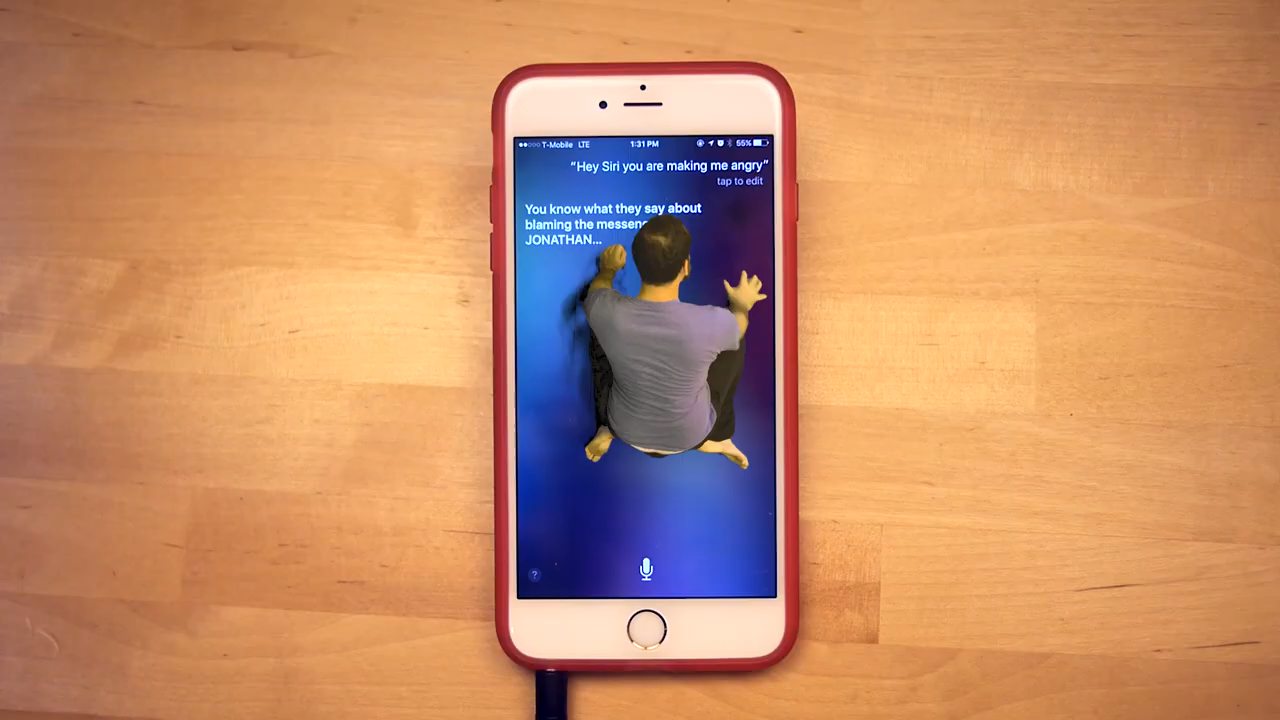 T-Mobile LTE 1:31 PM 55%
"Hey Siri you are making me angry"
tap to edit
You know what they say about
blaming the
JONATHAN...
?